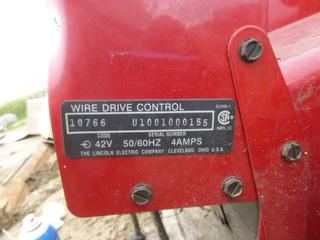 WIRE DRIVE CONTROL
10766 U1001000155
CODE SERIAL NUMBER
42V 50/60HZ 4AMPS
THE LINCOLN ELECTRIC COMPANY CLEVELAND, OHIO U.S.A.